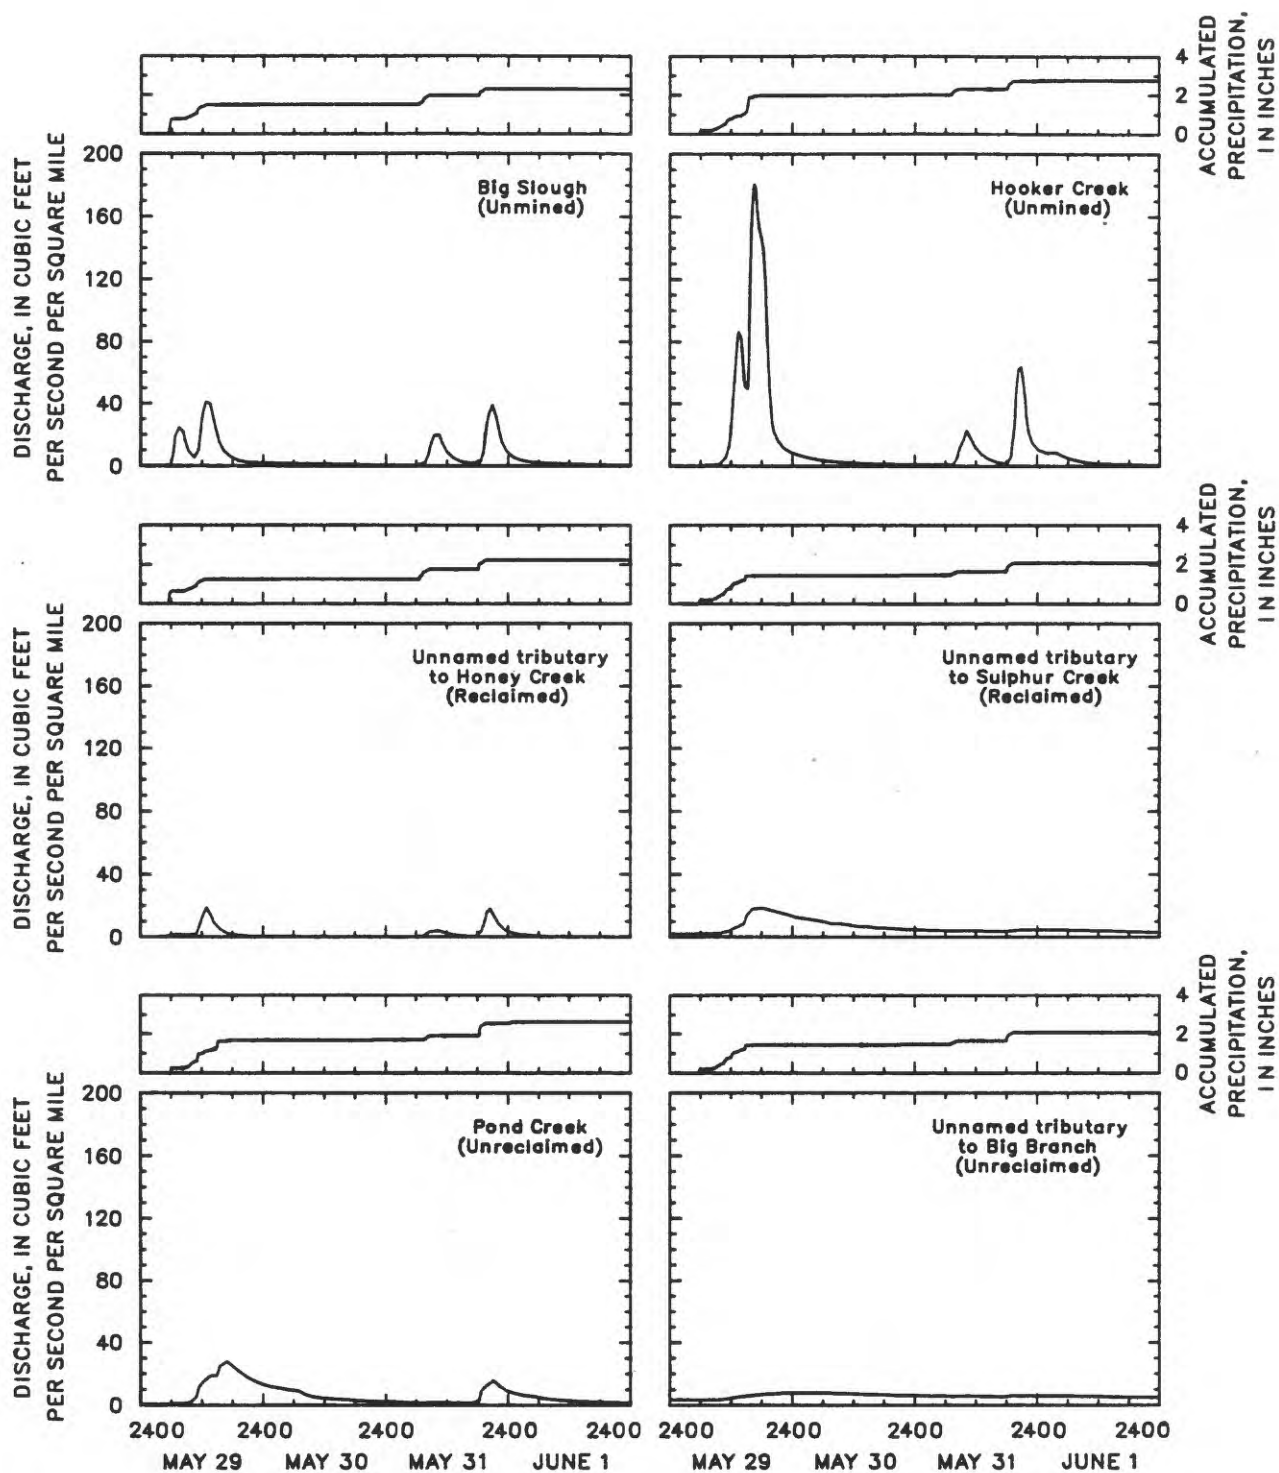 4
2
0
ACCUMULATED
PRECIPITATION,
IN INCHES
200
160
120
80
40
0
DISCHARGE, IN CUBIC FEET
PER SECOND PER SQUARE MILE
Big Slough
(Unmined)
Hooker Creek
(Unmined)
4
2
0
ACCUMULATED
PRECIPITATION,
IN INCHES
200
160
120
80
40
0
DISCHARGE, IN CUBIC FEET
PER SECOND PER SQUARE MILE
Unnamed tributary
to Honey Creek
(Reclaimed)
Unnamed tributary
to Sulphur Creek
(Reclaimed)
4
2
0
ACCUMULATED
PRECIPITATION,
IN INCHES
200
160
120
80
40
0
DISCHARGE, IN CUBIC FEET
PER SECOND PER SQUARE MILE
Pond Creek
(Unreclaimed)
Unnamed tributary
to Big Branch
(Unreclaimed)
2400 2400 2400 2400 2400
MAY 29 MAY 30 MAY 31 JUNE 1
2400 2400 2400 2400 2400
MAY 29 MAY 30 MAY 31 JUNE 1